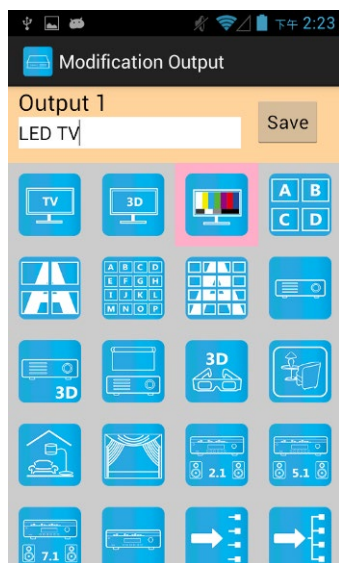 下午 2:23
Modification Output
Output 1
LED TV
Save
TV
3D
A B
C D
A B C D
E F G H
I J K L
M N O P
3D
3D
2.1
5.1
7.1